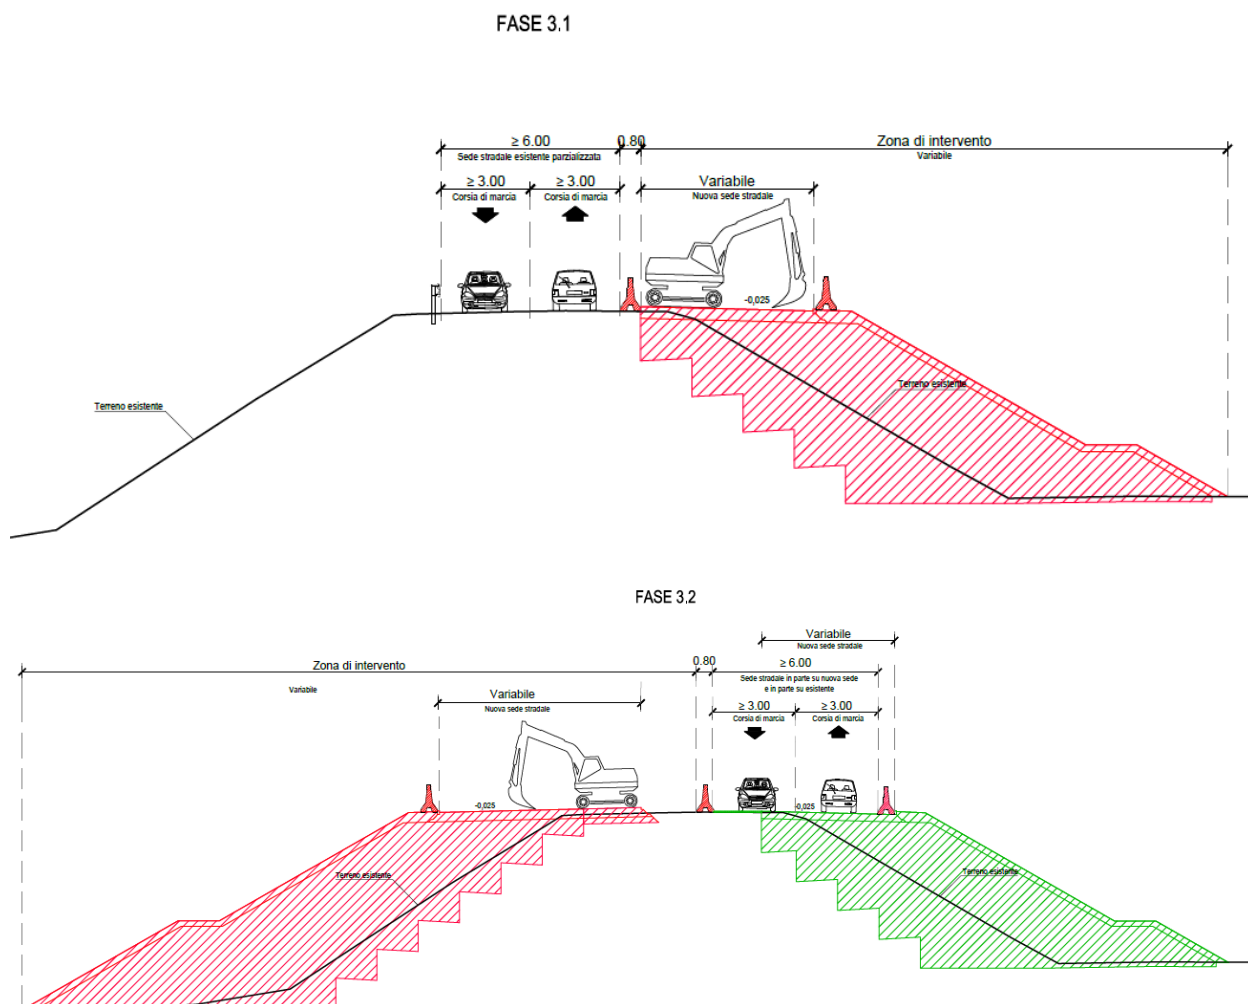 FASE 3.1
≥ 6.00
0.80
Zona di intervento
Sede stradale esistente parzializzata
Variabile
≥ 3.00
≥ 3.00
Variabile
Corsia di marcia
Corsia di marcia
Nuova sede stradale
-0,025
Terreno esistente
Terreno esistente
FASE 3.2
Variabile
Nuova sede stradale
Zona di intervento
0.80
≥ 6.00
Sede stradale in parte su nuova sede
e in parte su esistente
Variabile
Variabile
Nuova sede stradale
≥ 3.00
≥ 3.00
Corsia di marcia
Corsia di marcia
-0,025
-0,025
Terreno esistente
Terreno esistente